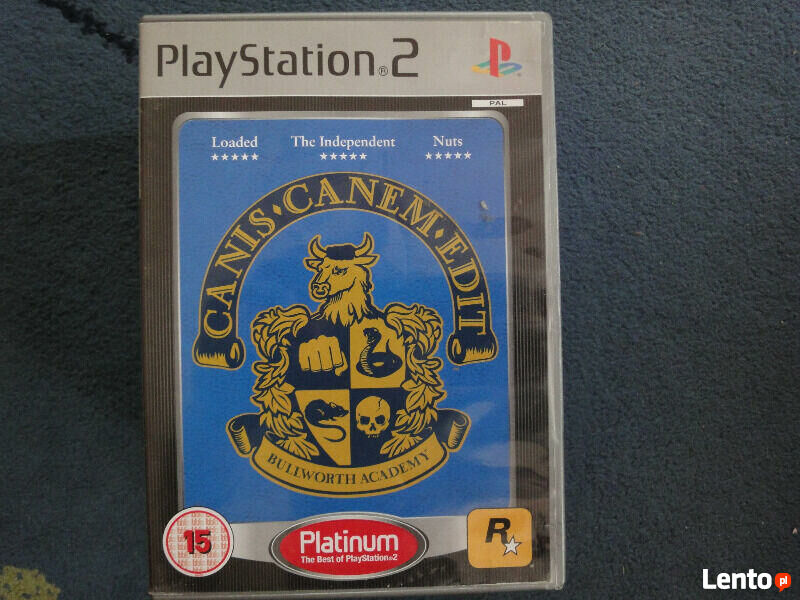 PlayStation®2
PAL
Loaded The Independent Nuts
★★★★★ ★★★★★ ★★★★★
CANIS · CANEM · EDIT
BULLWORTH ACADEMY
15
Platinum
The Best of PlayStation®2
R★
Lento.pl